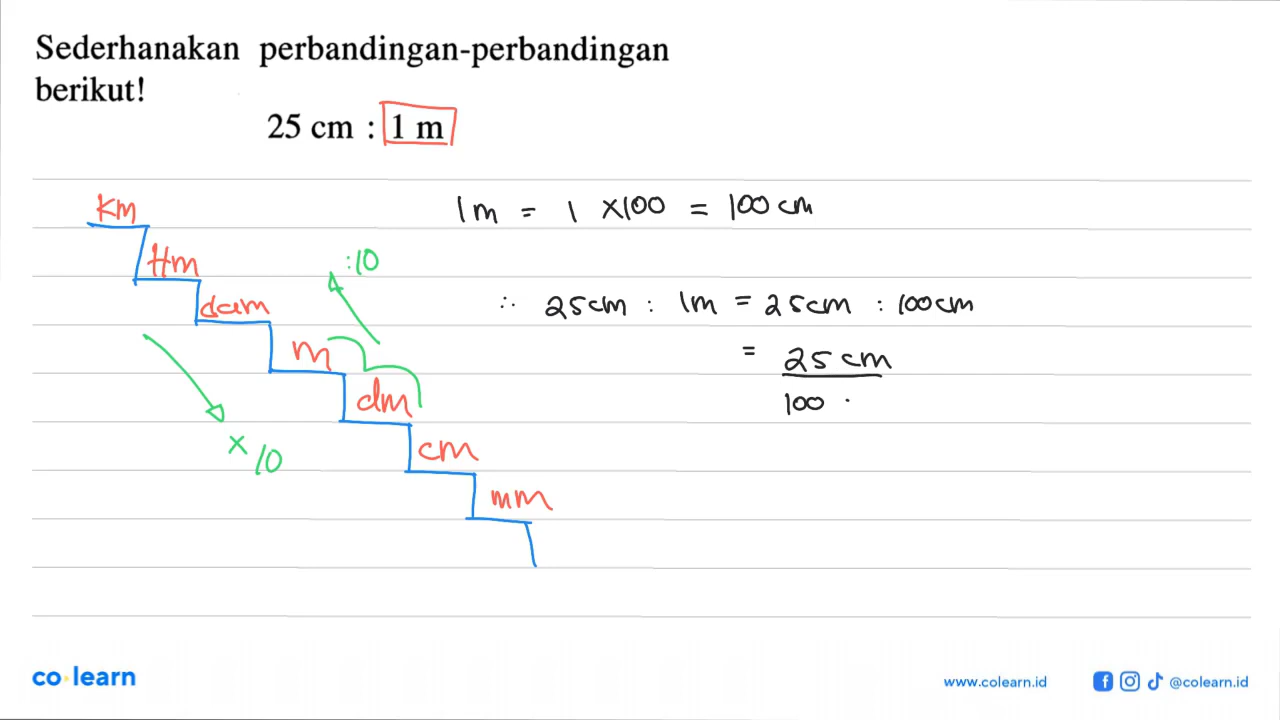 Sederhanakan perbandingan-perbandingan
berikut!
25 cm : 1 m
km
Hm
dam
m
dm
cm
mm
:10
×10
1m = 1 ×100 = 100 cm
∴ 25cm : 1m = 25cm : 100cm
= 25 cm
100 .
co learn
www.colearn.id
@colearn.id